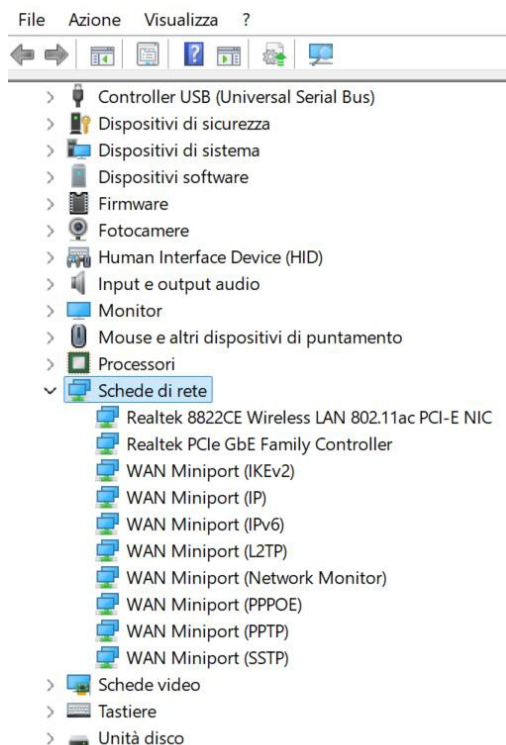 File Azione Visualizza ?
Controller USB (Universal Serial Bus)
Dispositivi di sicurezza
Dispositivi di sistema
Dispositivi software
Firmware
Fotocamere
Human Interface Device (HID)
Input e output audio
Monitor
Mouse e altri dispositivi di puntamento
Processori
Schede di rete
Realtek 8822CE Wireless LAN 802.11ac PCI-E NIC
Realtek PCIe GbE Family Controller
WAN Miniport (IKEv2)
WAN Miniport (IP)
WAN Miniport (IPv6)
WAN Miniport (L2TP)
WAN Miniport (Network Monitor)
WAN Miniport (PPPOE)
WAN Miniport (PPTP)
WAN Miniport (SSTP)
Schede video
Tastiere
Unità disco